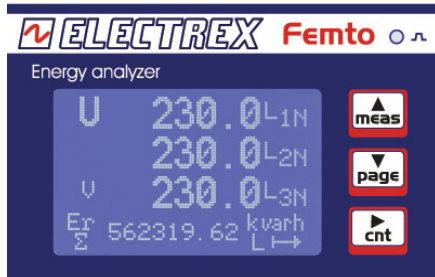 ELECTREX Femto
Energy analyzer
U 230.0 L1N
230.0 L2N
V 230.0 L3N
Er Σ 562319.62 kvarh L
meas
page
cnt